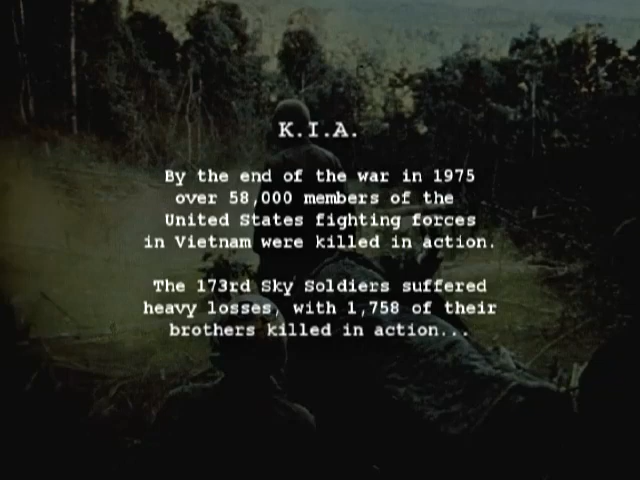 K.I.A.
By the end of the war in 1975
over 58,000 members of the
United States fighting forces
in Vietnam were killed in action.
The 173rd Sky Soldiers suffered
heavy losses, with 1,758 of their
brothers killed in action...